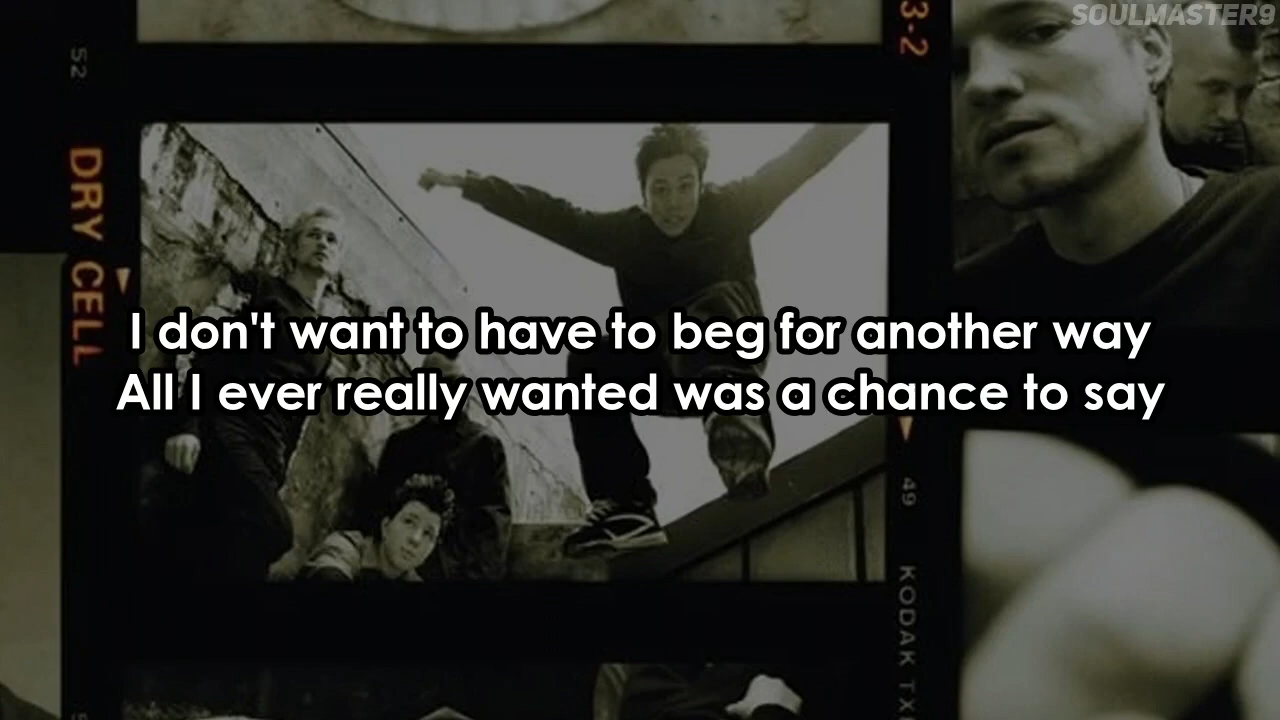 SOULMASTER9
3-2
52
DRY CELL
I don't want to have to beg for another way
All I ever really wanted was a chance to say
49
KODAK TX